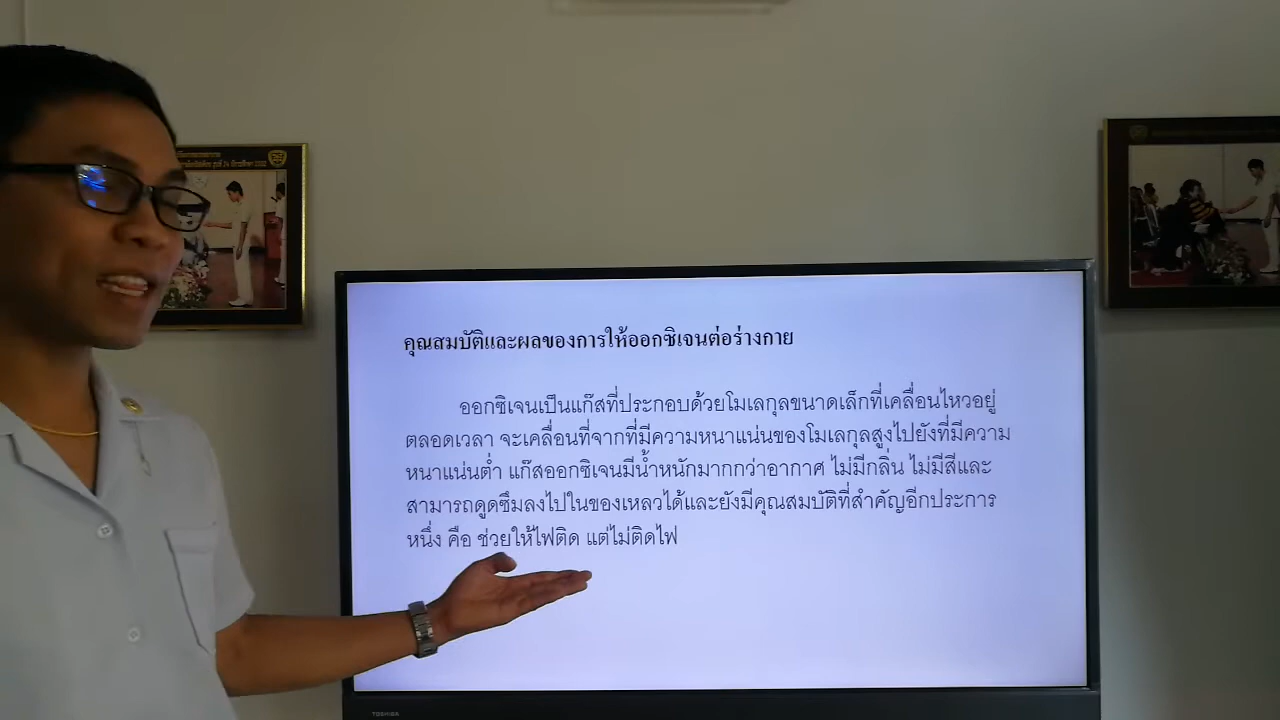 คุณสมบัติและผลของการให้ออกซิเจนต่อร่างกาย
ออกซิเจนเป็นแก๊สที่ประกอบด้วยโมเลกุลขนาดเล็กที่เคลื่อนไหวอยู่
ตลอดเวลา จะเคลื่อนที่จากที่มีความหนาแน่นของโมเลกุลสูงไปยังที่มีความ
หนาแน่นต่ำ แก๊สออกซิเจนมีน้ำหนักมากกว่าอากาศ ไม่มีกลิ่น ไม่มีสีและ
สามารถดูดซึมลงไปในของเหลวได้และยังมีคุณสมบัติที่สำคัญอีกประการ
หนึ่ง คือ ช่วยให้ไฟติด แต่ไม่ติดไฟ
TOSHIBA